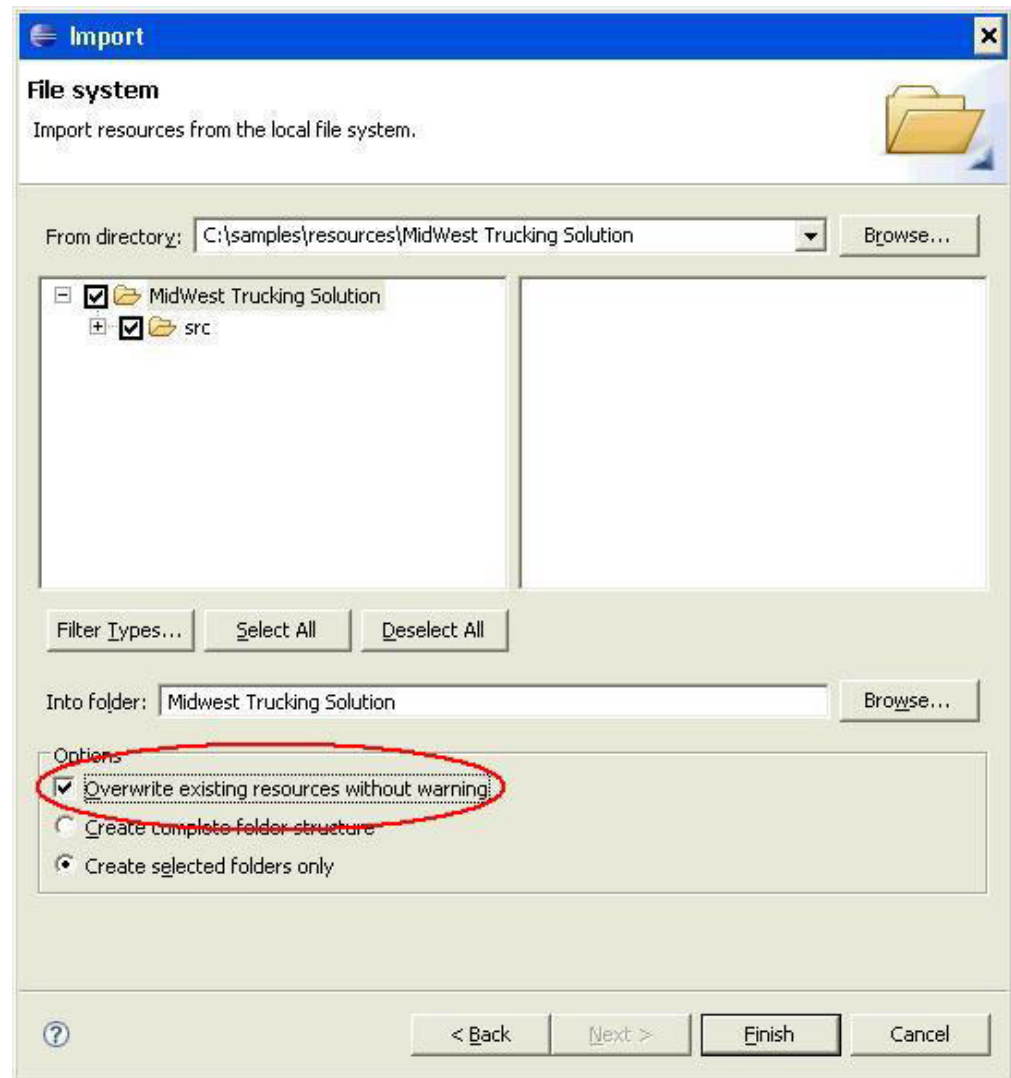 Import
File system
Import resources from the local file system.
From directory: C:\samples\resources\MidWest Trucking Solution Browse...
MidWest Trucking Solution
src
Filter Types... Select All Deselect All
Into folder: Midwest Trucking Solution Browse...
Options
Overwrite existing resources without warning
Create complete folder structure
Create selected folders only
< Back Next > Finish Cancel